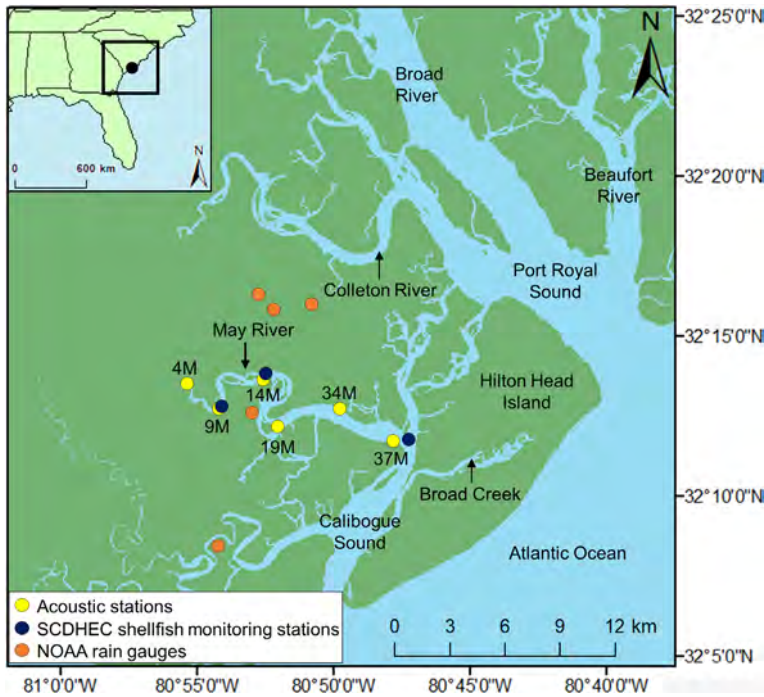 32°25'0"N
N
Broad
River
0 600 km
N
Beaufort
River
32°20'0"N
Colleton River
Port Royal
Sound
May River
32°15'0"N
4M
14M
34M
Hilton Head
Island
9M
19M
37M
Broad Creek
32°10'0"N
Calibogue
Sound
Atlantic Ocean
Acoustic stations
SCDHEC shellfish monitoring stations
NOAA rain gauges
0 3 6 9 12 km
32°5'0"N
81°0'0"W 80°55'0"W 80°50'0"W 80°45'0"W 80°40'0"W